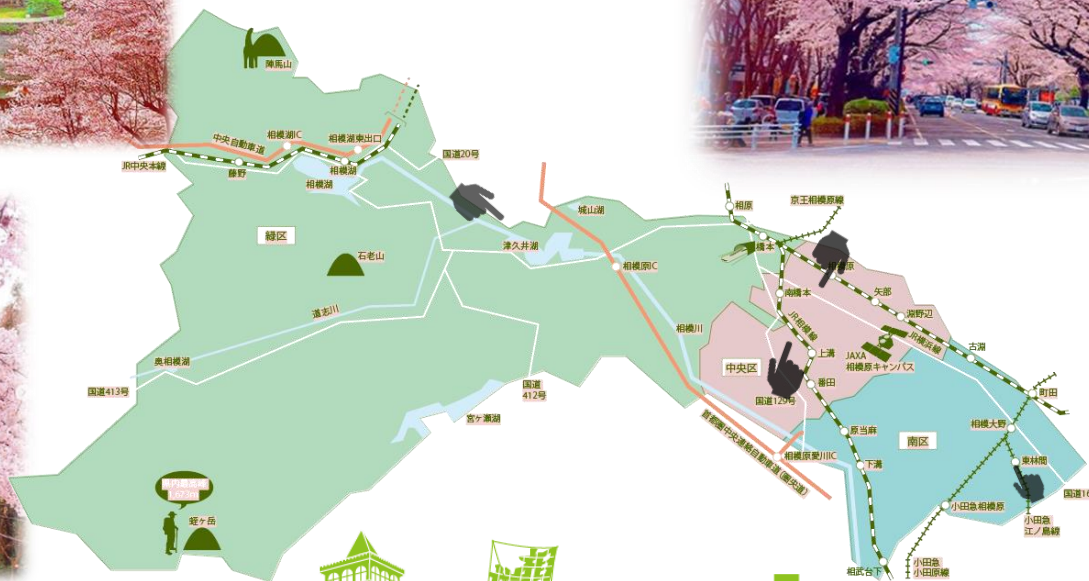 陣馬山
中央自動車道
相模湖IC
相模湖東出口
JR中央本線
藤野
相模湖
相模湖
国道20号
緑区
石老山
城山湖
津久井湖
相模原IC
相原
京王相模原線
橋本
相模原
南橋本
矢部
淵野辺
JR相模線
JR横浜線
古淵
道志川
奥相模湖
相模川
上溝
JAXA
相模原キャンパス
中央区
番田
国道129号
国道413号
国道
412号
宮ヶ瀬湖
町田
相模大野
南区
原当麻
首都圏中央連絡自動車道(圏央道)
相模原愛川IC
下溝
東林間
国道16
県内最高峰
1,673m
蛭ヶ岳
小田急相模原
小田急
江ノ島線
相武台下
小田急
小田原線